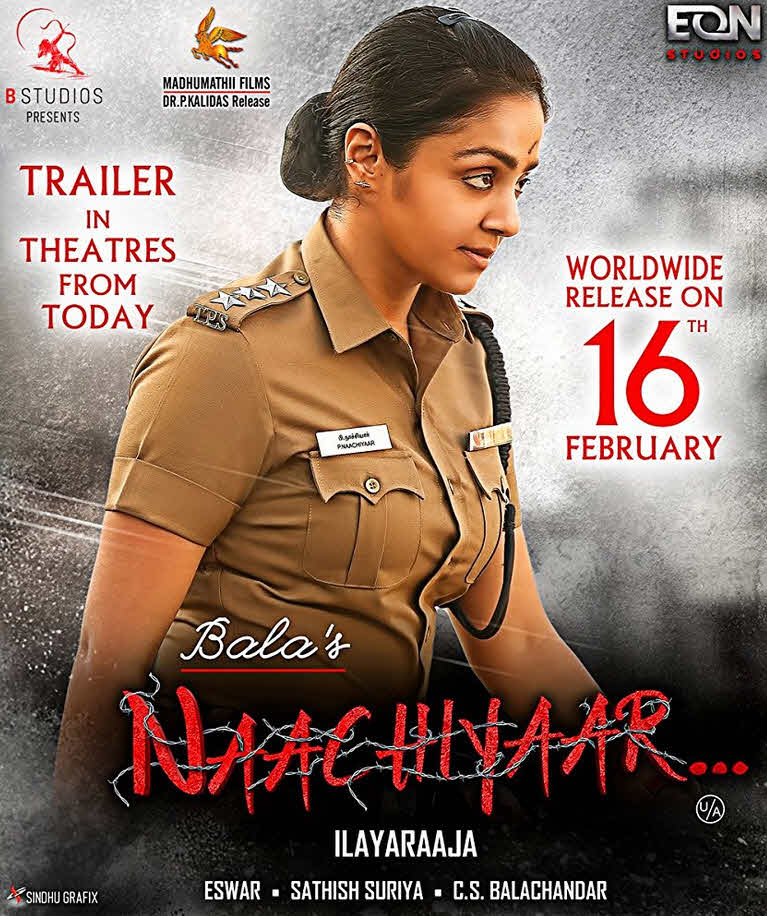 B STUDIOS
PRESENTS
MADHUMATHII FILMS
DR.P.KALIDAS Release
EON
STUDIOS
TRAILER
IN
THEATRES
FROM
TODAY
WORLDWIDE
RELEASE ON
16TH
FEBRUARY
TPS
பி.நாச்சியார்
P.NAACHIYAAR
Bala's
NAACHIYAAR...
U/A
ILAYARAAJA
ESWAR ▪ SATHISH SURIYA ▪ C.S. BALACHANDAR
SINDHU GRAFIX